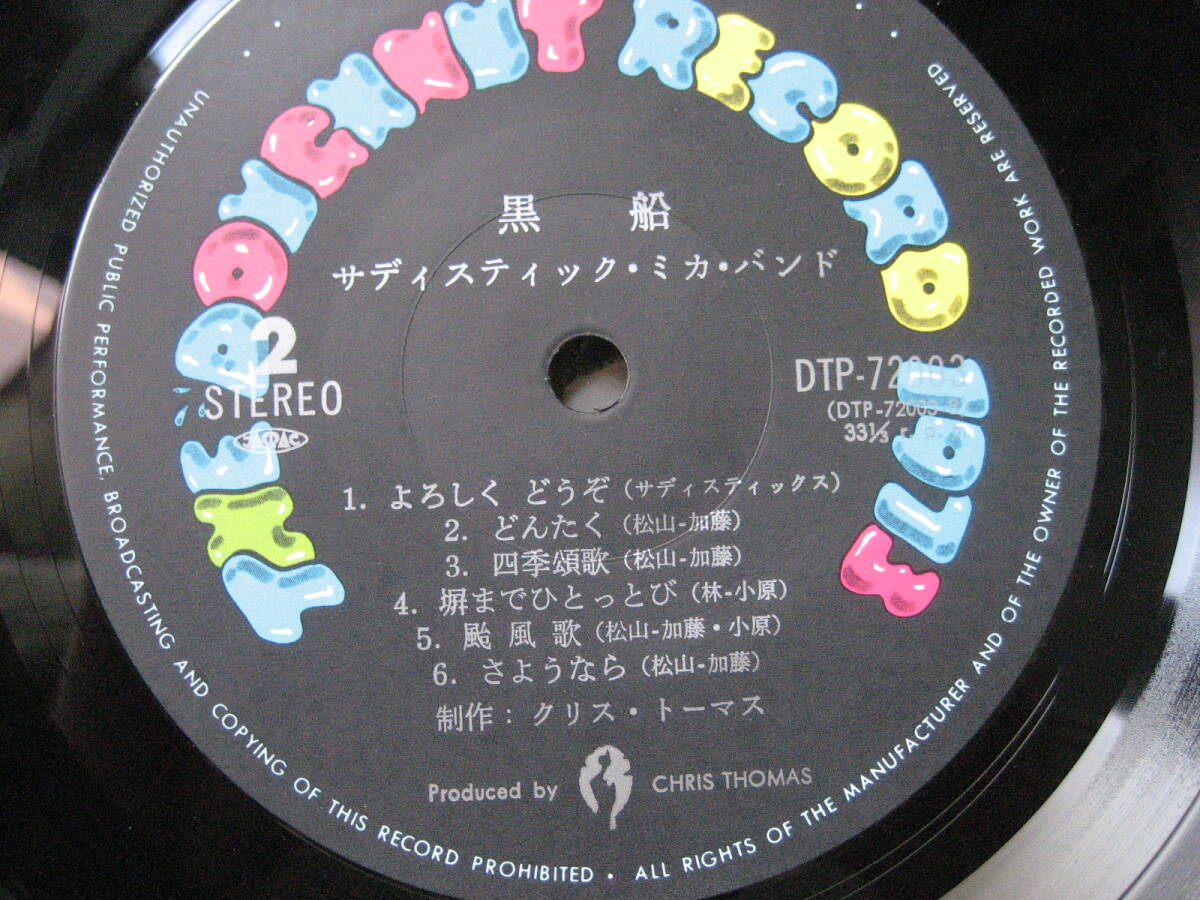 THE DOUGHNUT RECORD 1973
黒船
サディスティック・ミカ・バンド
2
STEREO
DTP-72003
(DTP-72003 B)
33⅓ r.p.m.
1. よろしく どうぞ (サディスティックス)
2. どんたく (松山-加藤)
3. 四季頌歌 (松山-加藤)
4. 塀までひとっとび (林-小原)
5. 颱風歌 (松山-加藤・小原)
6. さようなら (松山-加藤)
制作：クリス・トーマス
Produced by CHRIS THOMAS
UNAUTHORIZED PUBLIC PERFORMANCE, BROADCASTING AND COPYING OF THIS RECORD PROHIBITED • ALL RIGHTS OF THE MANUFACTURER AND OF THE OWNER OF THE RECORDED WORK ARE RESERVED